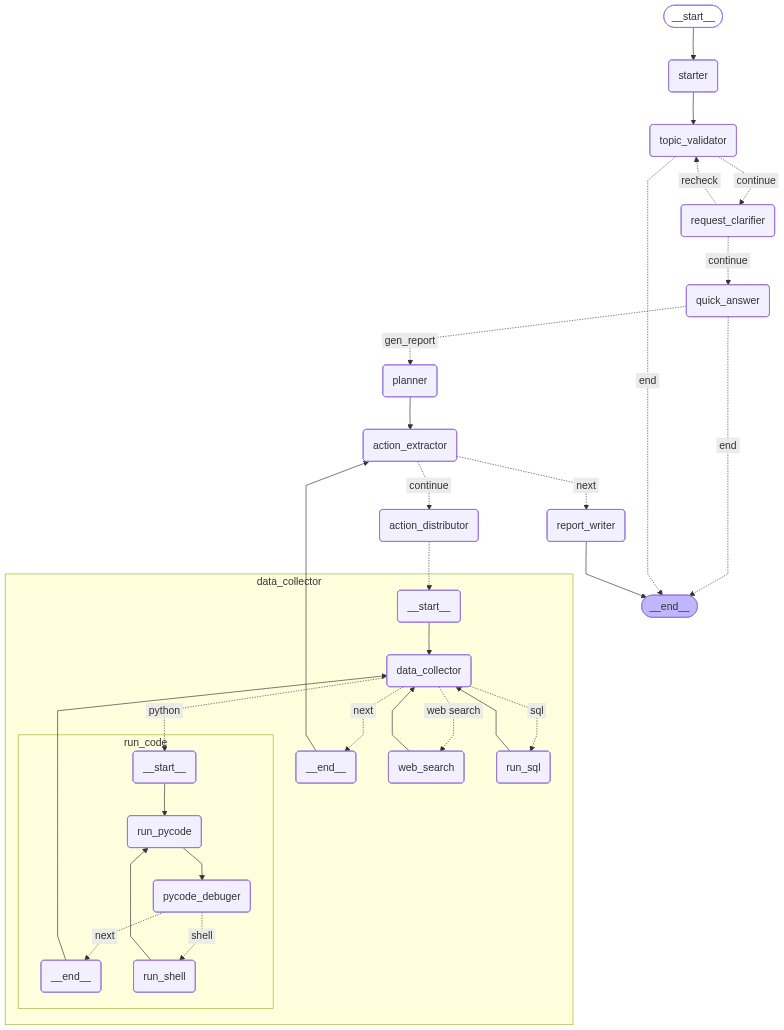 __start__
starter
topic_validator
recheck
continue
request_clarifier
continue
quick_answer
gen_report
planner
end
action_extractor
end
continue
next
action_distributor
report_writer
data_collector
__start__
__end__
data_collector
python
next
web search
sql
run_code
__start__
__end__
web_search
run_sql
run_pycode
pycode_debuger
next
shell
__end__
run_shell